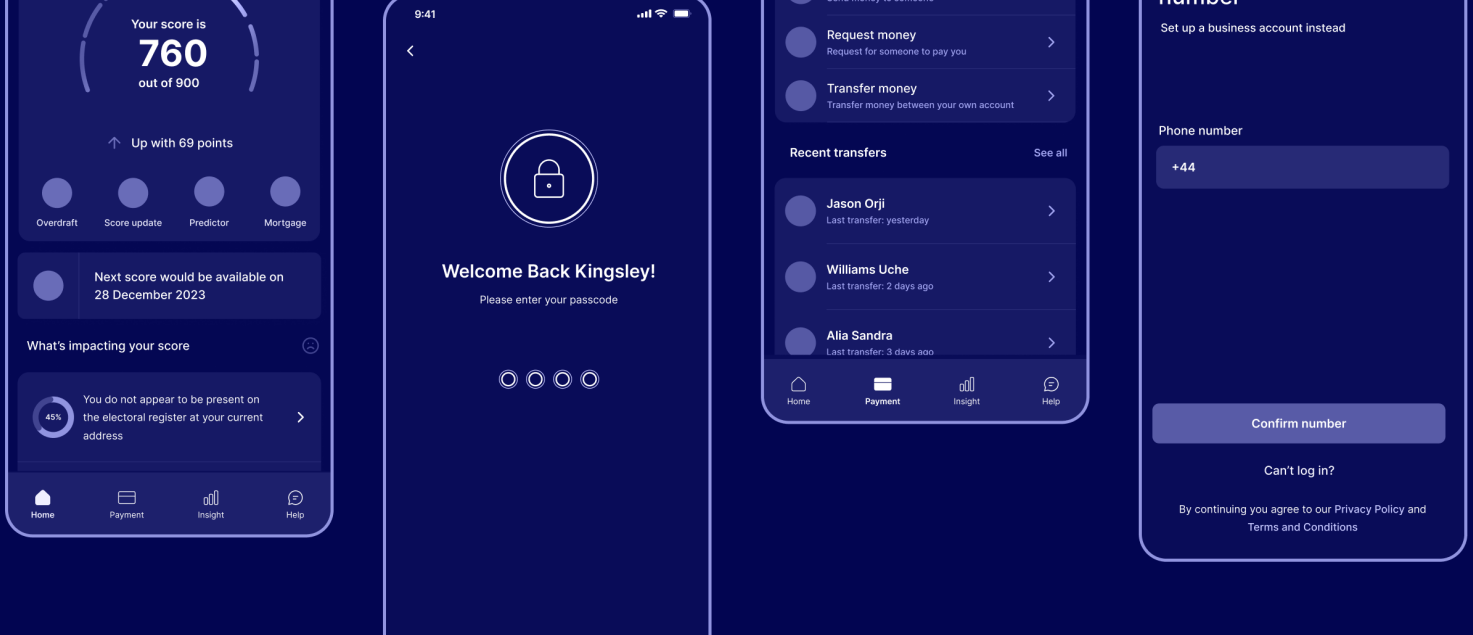 Your score is
760
out of 900
Up with 69 points
Overdraft
Score update
Predictor
Mortgage
Next score would be available on
28 December 2023
What's impacting your score
45%
You do not appear to be present on
the electoral register at your current
address
Home
Payment
Insight
Help
9:41
Welcome Back Kingsley!
Please enter your passcode
Send money to someone
Request money
Request for someone to pay you
Transfer money
Transfer money between your own account
Recent transfers
See all
Jason Orji
Last transfer: yesterday
Williams Uche
Last transfer: 2 days ago
Alia Sandra
Last transfer: 3 days ago
Home
Payment
Insight
Help
number
Set up a business account instead
Phone number
+44
Confirm number
Can't log in?
By continuing you agree to our Privacy Policy and
Terms and Conditions